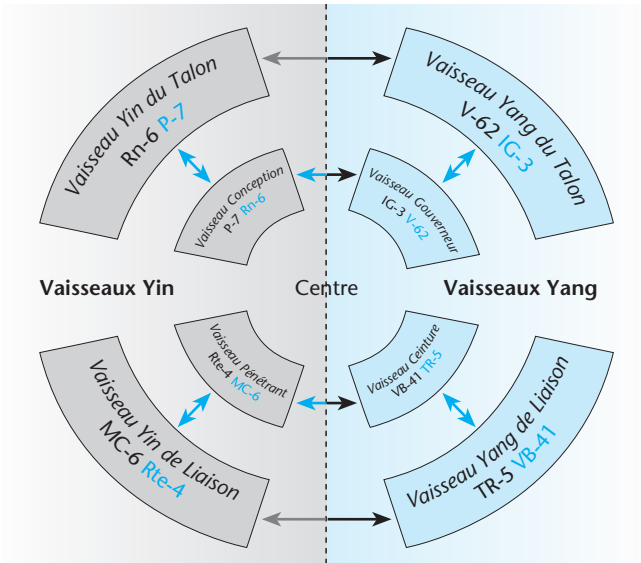 Vaisseau Yin du Talon
Rn-6 P-7
Vaisseau Yang du Talon
V-62 IG-3
Vaisseau Conception
P-7 Rn-6
Vaisseau Gouverneur
IG-3 V-62
Vaisseaux Yin
Centre
Vaisseaux Yang
Vaisseau Pénétrant
Rte-4 MC-6
Vaisseau Ceinture
VB-41 TR-5
Vaisseau Yin de Liaison
MC-6 Rte-4
Vaisseau Yang de Liaison
TR-5 VB-41